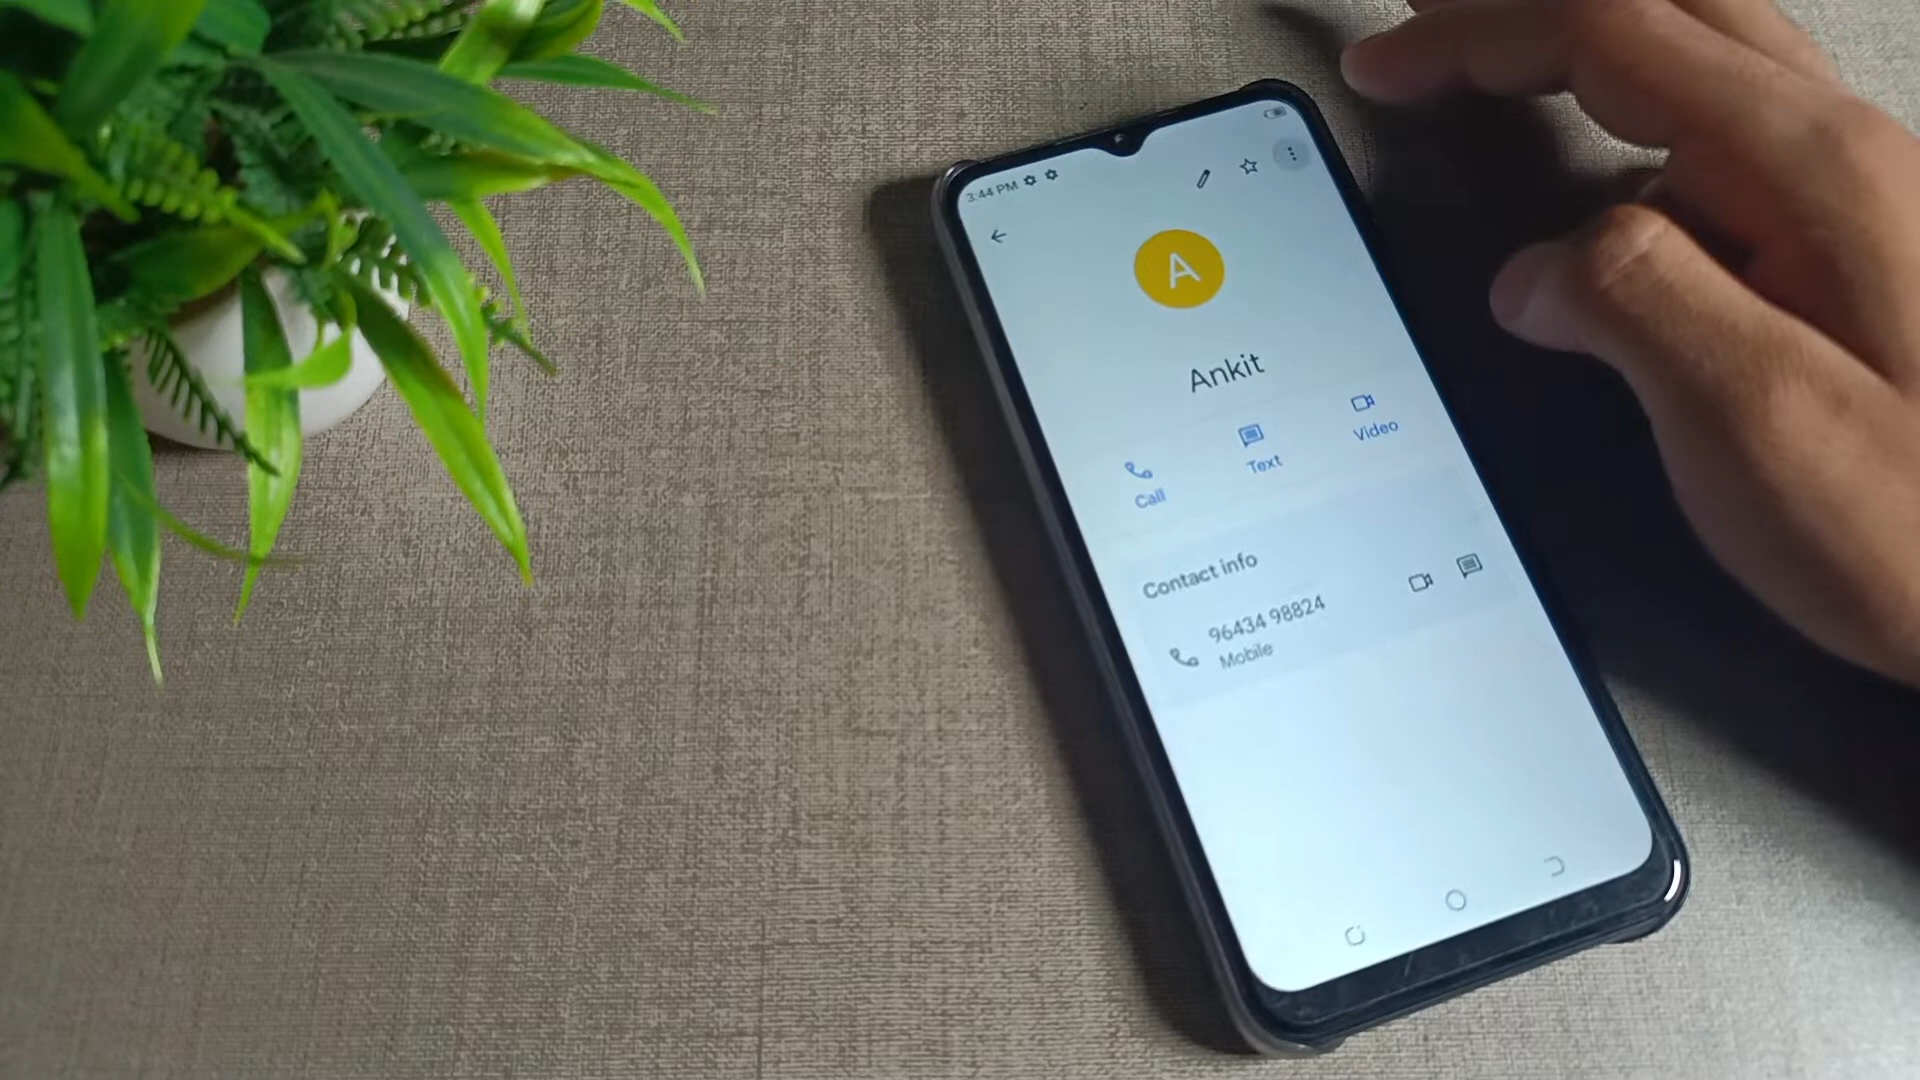 3:44 PM
A
Ankit
Call
Text
Video
Contact info
96434 98824
Mobile